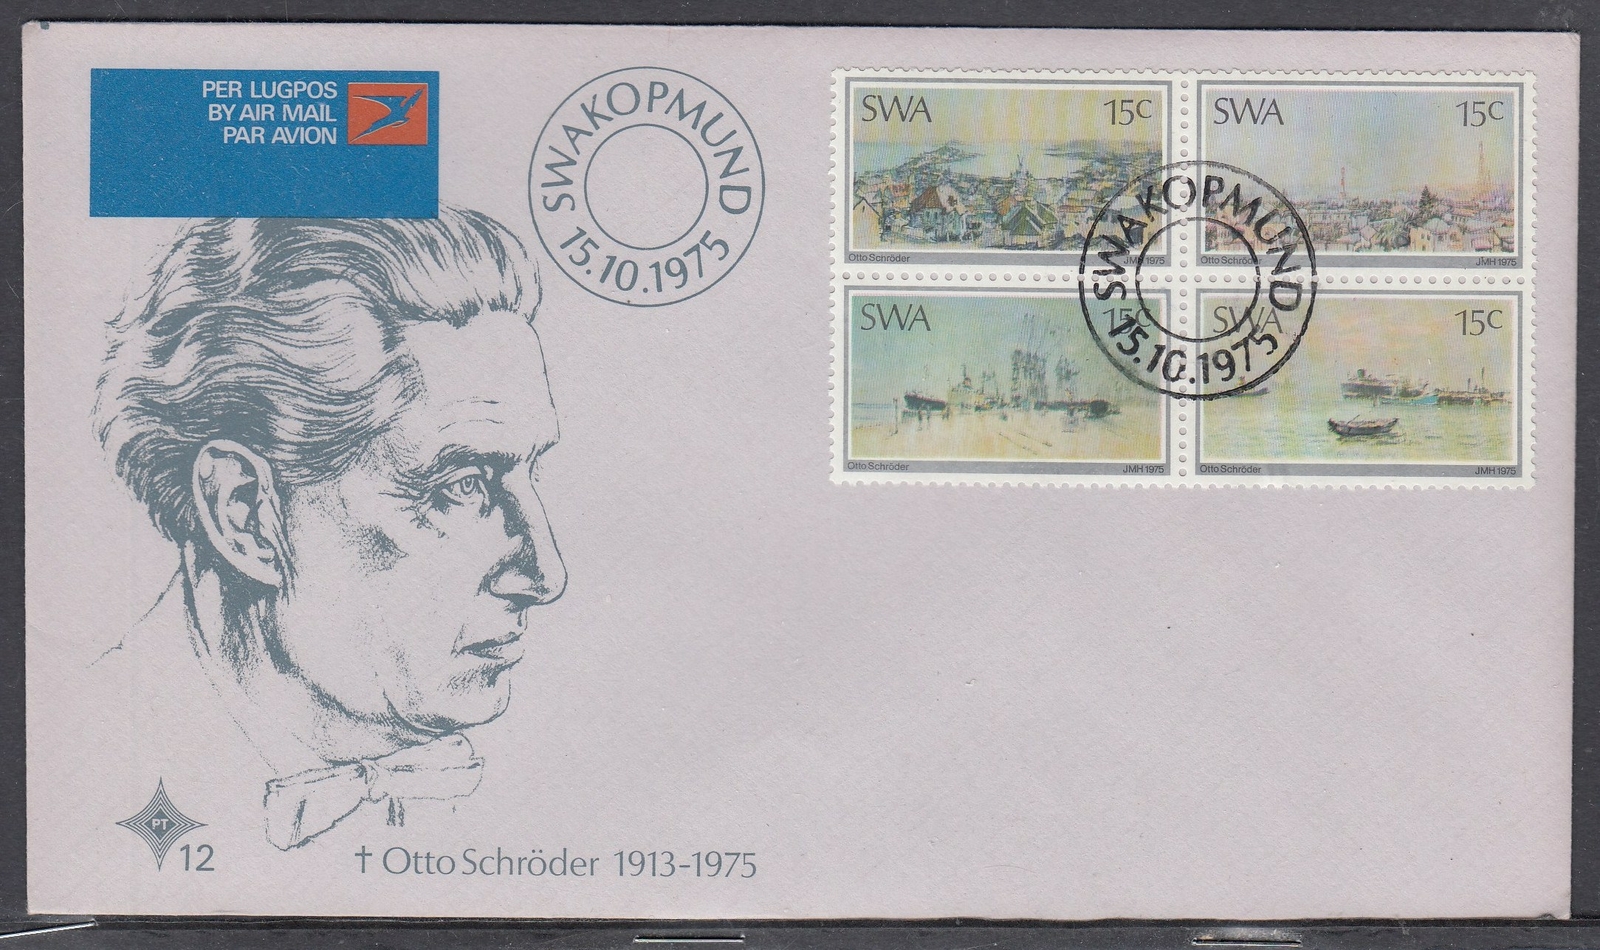 PER LUGPOS
BY AIR MAIL
PAR AVION
SWAKOPMUND
15.10.1975
SWA 15c
Otto Schröder JMH 1975
SWA 15c
Otto Schröder JMH 1975
SWA 15c
Otto Schröder JMH 1975
SWA 15c
Otto Schröder JMH 1975
SWAKOPMUND
15.10.1975
PT
12
† Otto Schröder 1913-1975